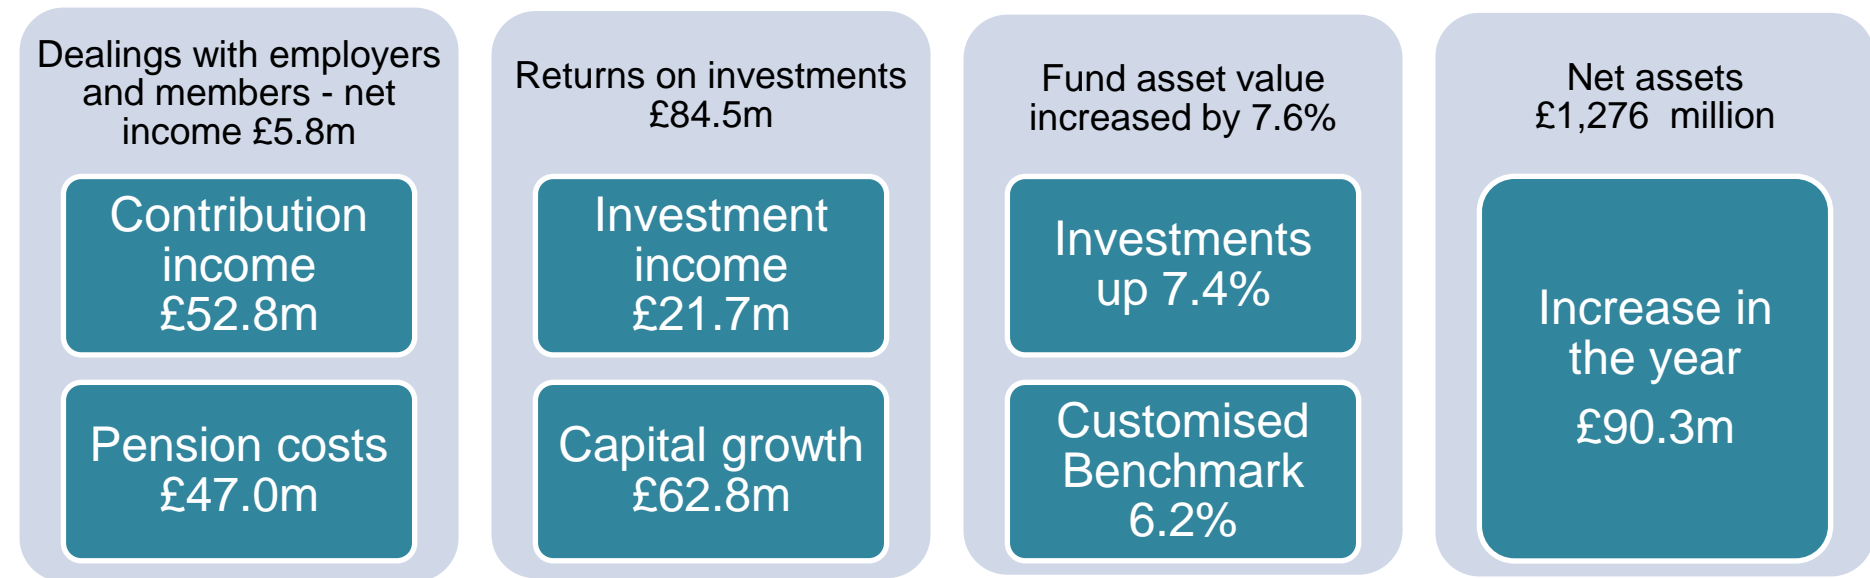 Dealings with employers
and members - net
income £5.8m
Contribution
income
£52.8m
Pension costs
£47.0m
Returns on investments
£84.5m
Investment
income
£21.7m
Capital growth
£62.8m
Fund asset value
increased by 7.6%
Investments
up 7.4%
Customised
Benchmark
6.2%
Net assets
£1,276 million
Increase in
the year
£90.3m